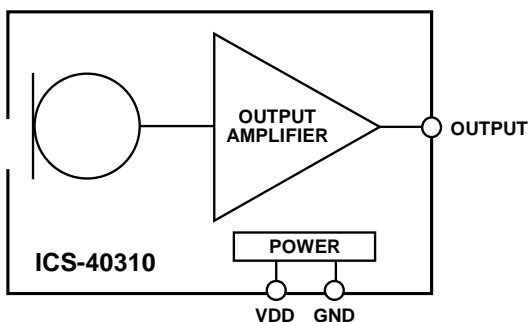 OUTPUT
AMPLIFIER
OUTPUT
POWER
ICS-40310
VDD GND